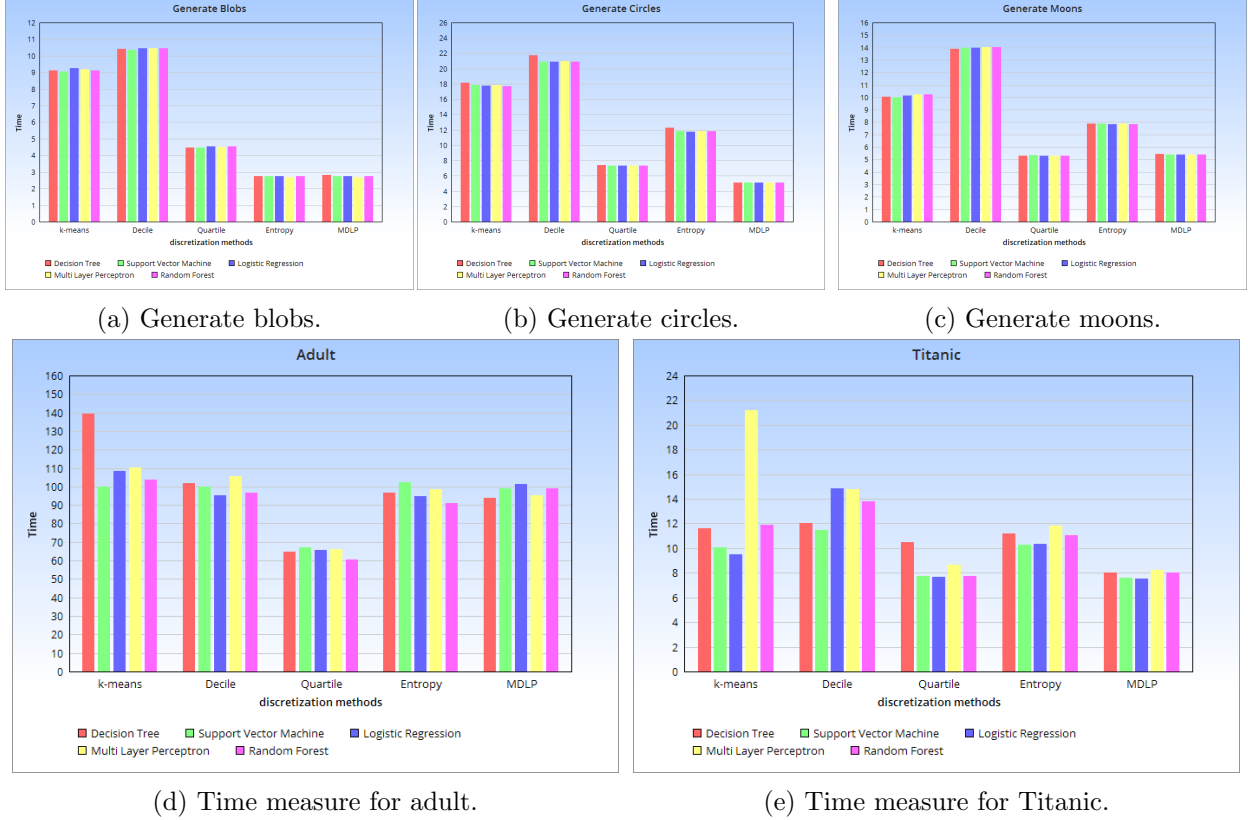 Generate Blobs
12
11
10
9
8
7
6
5
4
3
2
1
0
Time
k-means Decile Quartile Entropy MDLP
discretization methods
Decision Tree Support Vector Machine Logistic Regression
Multi Layer Perceptron Random Forest
Generate Circles
26
24
22
20
18
16
14
12
10
8
6
4
2
0
Time
k-means Decile Quartile Entropy MDLP
discretization methods
Decision Tree Support Vector Machine Logistic Regression
Multi Layer Perceptron Random Forest
Generate Moons
16
15
14
13
12
11
10
9
8
7
6
5
4
3
2
1
0
Time
k-means Decile Quartile Entropy MDLP
discretization methods
Decision Tree Support Vector Machine Logistic Regression
Multi Layer Perceptron Random Forest
(a) Generate blobs.
(b) Generate circles.
(c) Generate moons.
Adult
160
150
140
130
120
110
100
90
80
70
60
50
40
30
20
10
0
Time
k-means Decile Quartile Entropy MDLP
discretization methods
Decision Tree Support Vector Machine Logistic Regression
Multi Layer Perceptron Random Forest
Titanic
24
22
20
18
16
14
12
10
8
6
4
2
0
Time
k-means Decile Quartile Entropy MDLP
discretization methods
Decision Tree Support Vector Machine Logistic Regression
Multi Layer Perceptron Random Forest
(d) Time measure for adult.
(e) Time measure for Titanic.